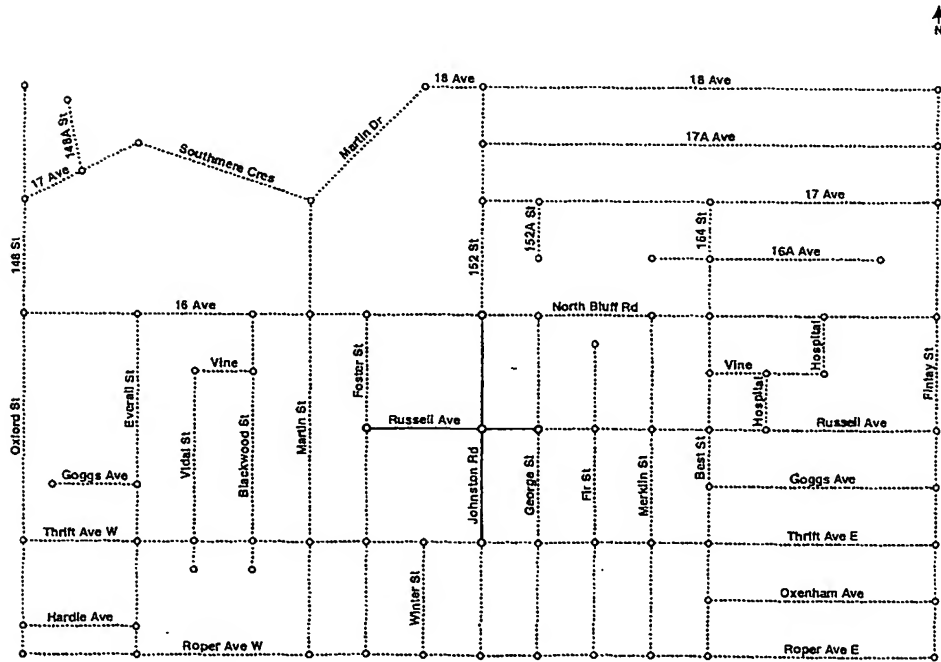 N
18 Ave
18 Ave
148A St
Martin Dr
17A Ave
Southmere Cres
17 Ave
17 Ave
148 St
152 St
152A St
164 St
16A Ave
16 Ave
North Bluff Rd
Hospital
Vine
Vine
Foster St
Finlay St
Oxford St
Everall St
Hospital
Russell Ave
Russell Ave
Vidal St
Blackwood St
Martin St
Johnston Rd
George St
Fir St
Merklin St
Best St
Goggs Ave
Goggs Ave
Thrift Ave W
Thrift Ave E
Winter St
Oxenham Ave
Hardie Ave
Roper Ave W
Roper Ave E